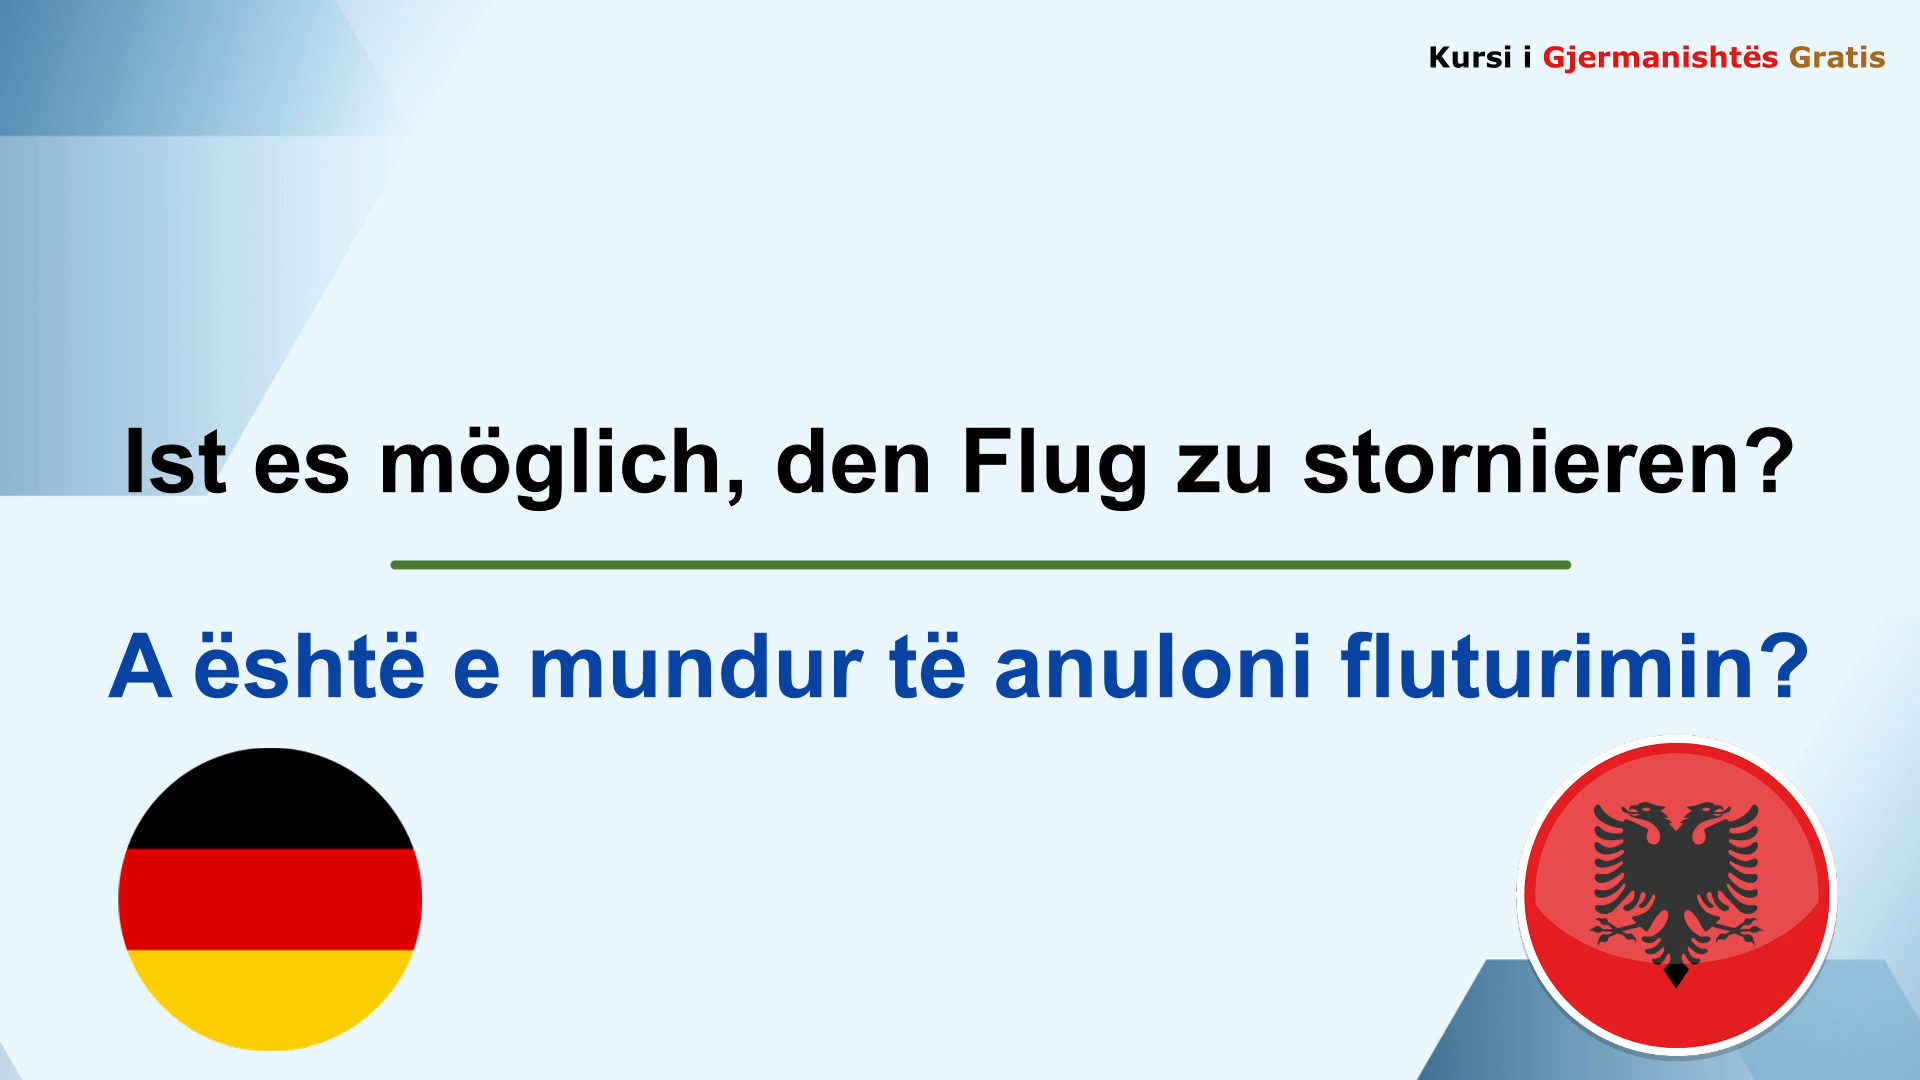 Kursi i Gjermanishtës Gratis
Ist es möglich, den Flug zu stornieren?
A është e mundur të anuloni fluturimin?